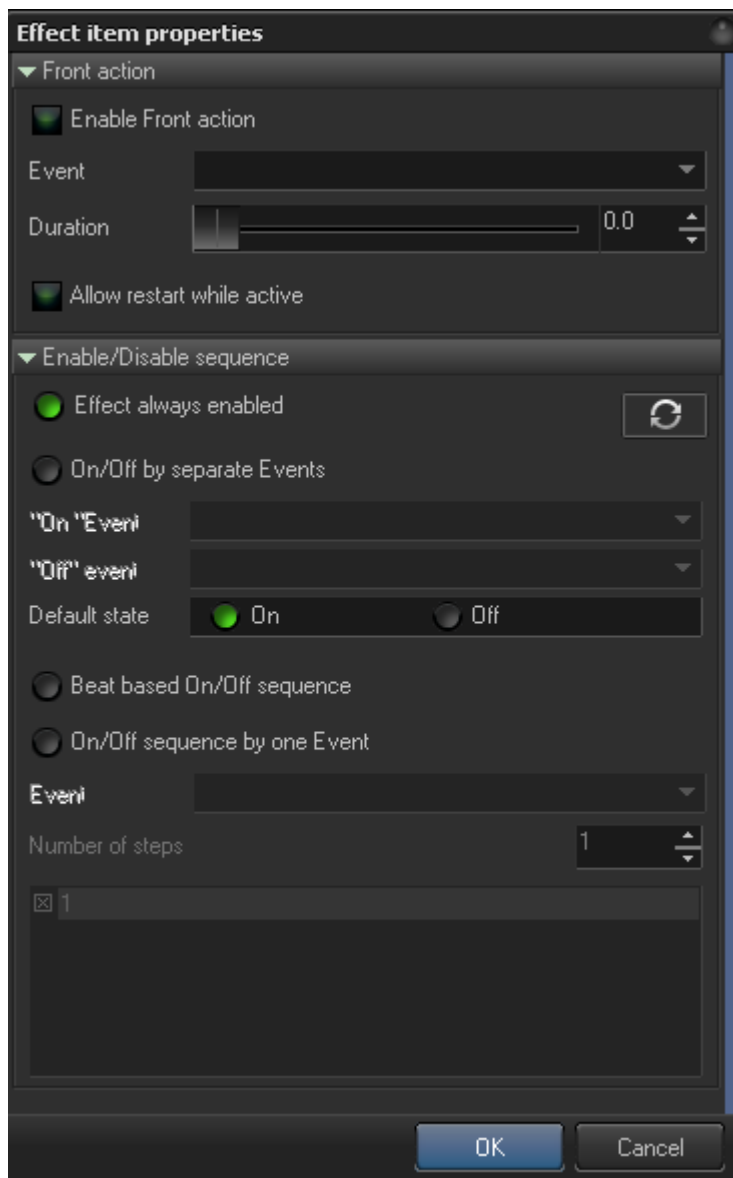 Effect item properties
Front action
Enable Front action
Event
Duration 0.0
Allow restart while active
Enable/Disable sequence
Effect always enabled
On/Off by separate Events
"On "Event
"Off" event
Default state On Off
Beat based On/Off sequence
On/Off sequence by one Event
Event
Number of steps 1
1
OK Cancel